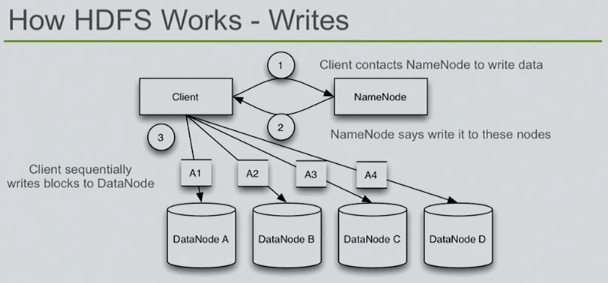 How HDFS Works - Writes
1
Client contacts NameNode to write data
Client
NameNode
2
NameNode says write it to these nodes
3
Client sequentially
writes blocks to DataNode
A1
A2
A3
A4
DataNode A
DataNode B
DataNode C
DataNode D